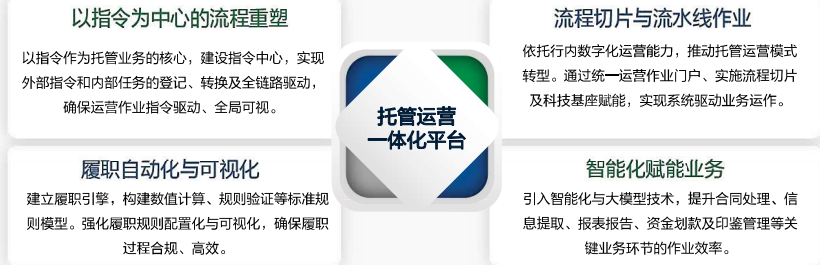 以指令为中心的流程重塑
以指令作为托管业务的核心，建设指令中心，实现
外部指令和内部任务的登记、转换及全链路驱动，
确保运营作业指令驱动、全局可视。
流程切片与流水线作业
依托行内数字化运营能力，推动托管运营模式
转型。通过统一运营作业门户、实施流程切片
及科技基座赋能，实现系统驱动业务运作。
托管运营
一体化平台
履职自动化与可视化
建立履职引擎，构建数值计算、规则验证等标准规
则模型。强化履职规则配置化与可视化，确保履职
过程合规、高效。
智能化赋能业务
引入智能化与大模型技术，提升合同处理、信
息提取、报表报告、资金划款及印鉴管理等关
键业务环节的作业效率。